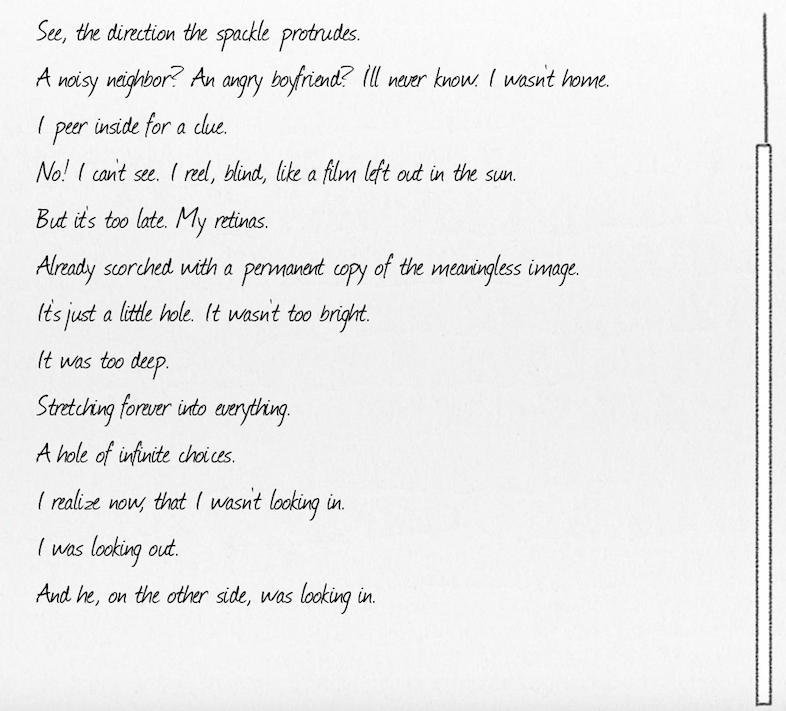 See, the direction the spackle protrudes.
A noisy neighbor? An angry boyfriend? I'll never know. I wasn't home.
I peer inside for a clue.
No! I can't see. I reel, blind, like a film left out in the sun.
But it's too late. My retinas.
Already scorched with a permanent copy of the meaningless image.
It's just a little hole. It wasn't too bright.
It was too deep.
Stretching forever into everything.
A hole of infinite choices.
I realize now, that I wasn't looking in.
I was looking out.
And he, on the other side, was looking in.